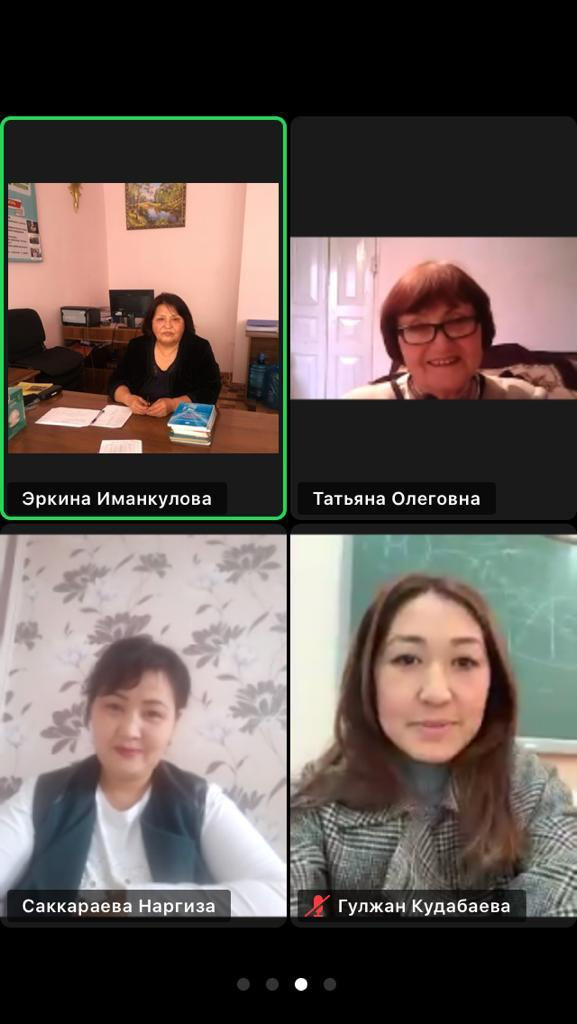 Эркина Иманкулова
Татьяна Олеговна
Саккараева Наргиза
Гулжан Кудабаева